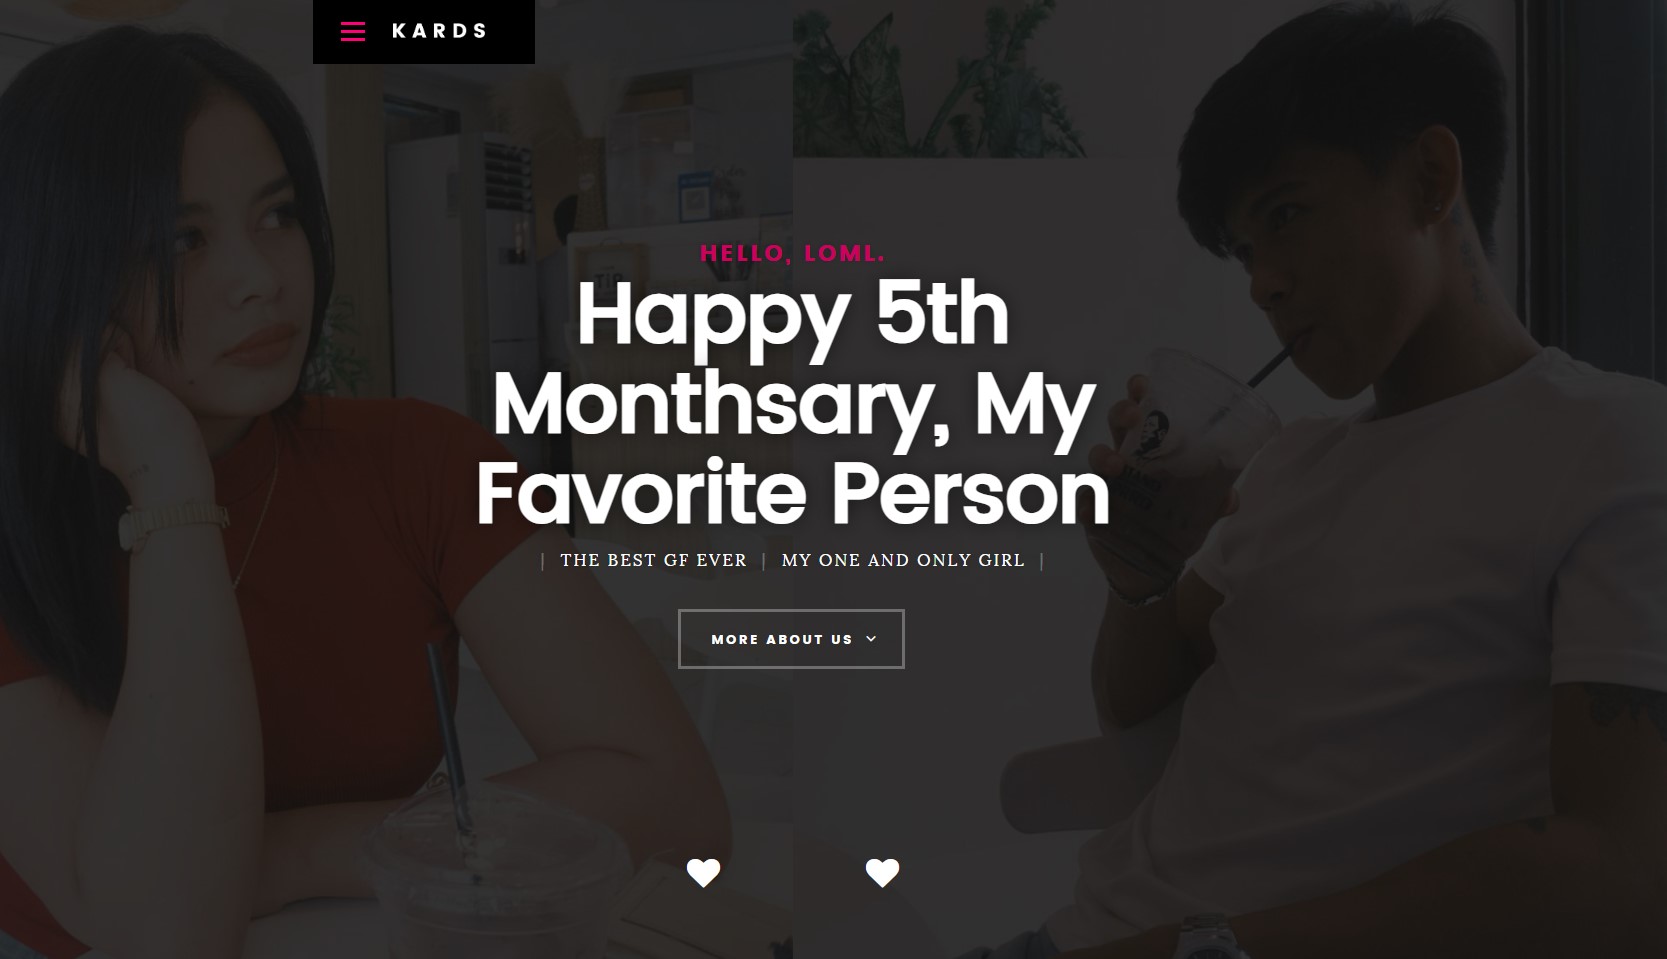 KARDS
HELLO, LOML.
Happy 5th
Monthsary, My
Favorite Person
| THE BEST GF EVER | MY ONE AND ONLY GIRL |
MORE ABOUT US
TiP